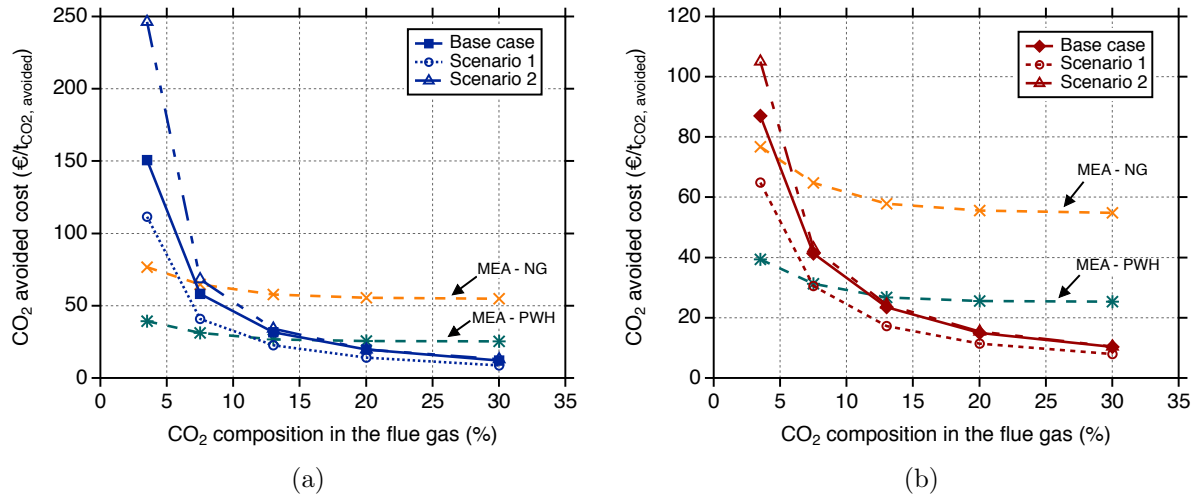 250
200
150
100
50
0
CO2 avoided cost (€/tCO2, avoided)
Base case
Scenario 1
Scenario 2
MEA - NG
MEA - PWH
0 5 10 15 20 25 30 35
CO2 composition in the flue gas (%)
(a)
120
100
80
60
40
20
0
CO2 avoided cost (€/tCO2, avoided)
Base case
Scenario 1
Scenario 2
MEA - NG
MEA - PWH
0 5 10 15 20 25 30 35
CO2 composition in the flue gas (%)
(b)